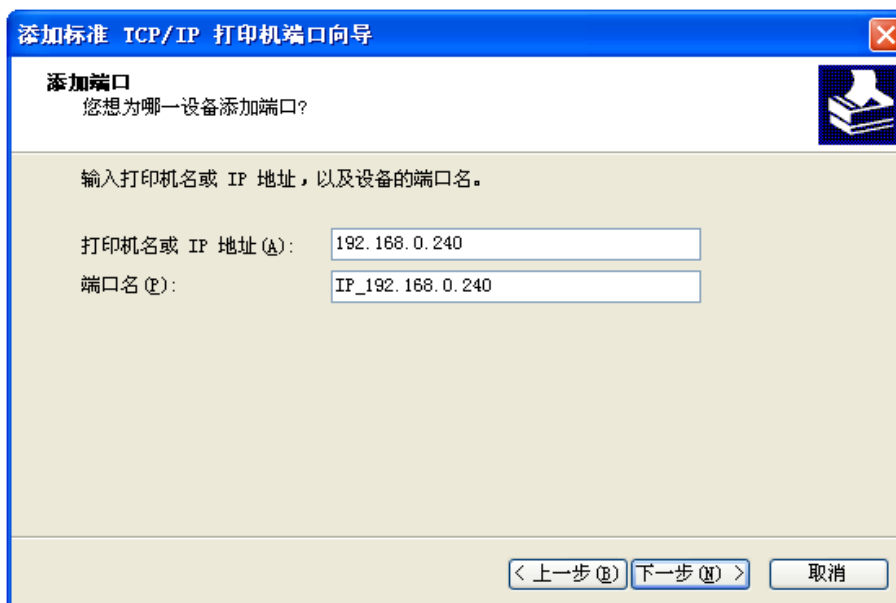 添加标准 TCP/IP 打印机端口向导
添加端口
您想为哪一设备添加端口?
输入打印机名或 IP 地址，以及设备的端口名。
打印机名或 IP 地址(A): 192.168.0.240
端口名(P): IP_192.168.0.240
< 上一步(B) 下一步(N) > 取消